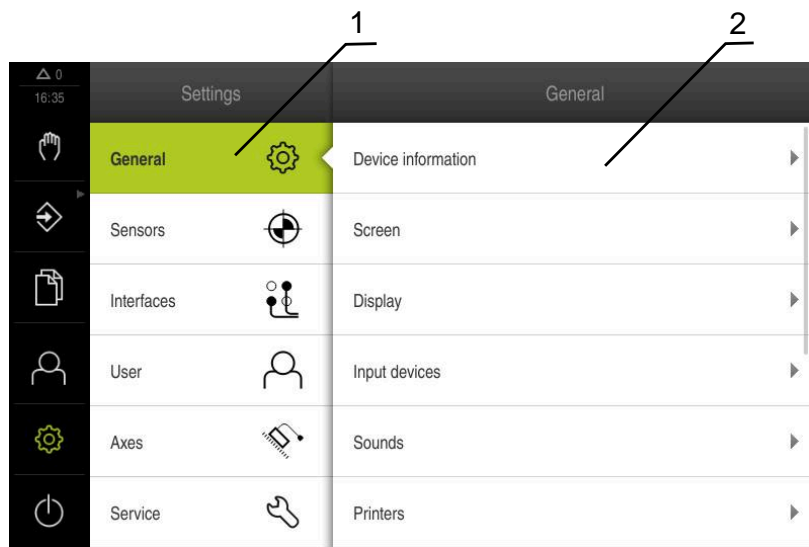 1 2
0
16:35
Settings General
General Device information
Sensors Screen
Interfaces Display
User Input devices
Axes Sounds
Service Printers